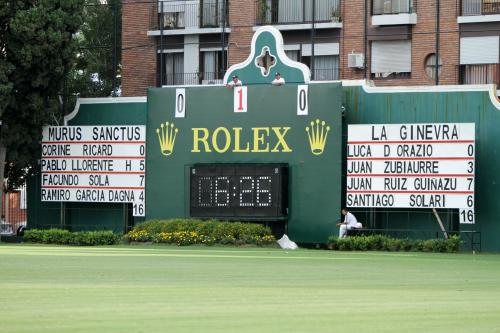 0 1 0
ROLEX
16:26
MURUS SANCTUS
CORINE RICARD 0
PABLO LLORENTE H 5
FACUNDO SOLA 7
RAMIRO GARCIA DAGNA 4
16
LA GINEVRA
LUCA D ORAZIO 0
JUAN ZUBIAURRE 3
JUAN RUIZ GUINAZU 7
SANTIAGO SOLARI 6
16